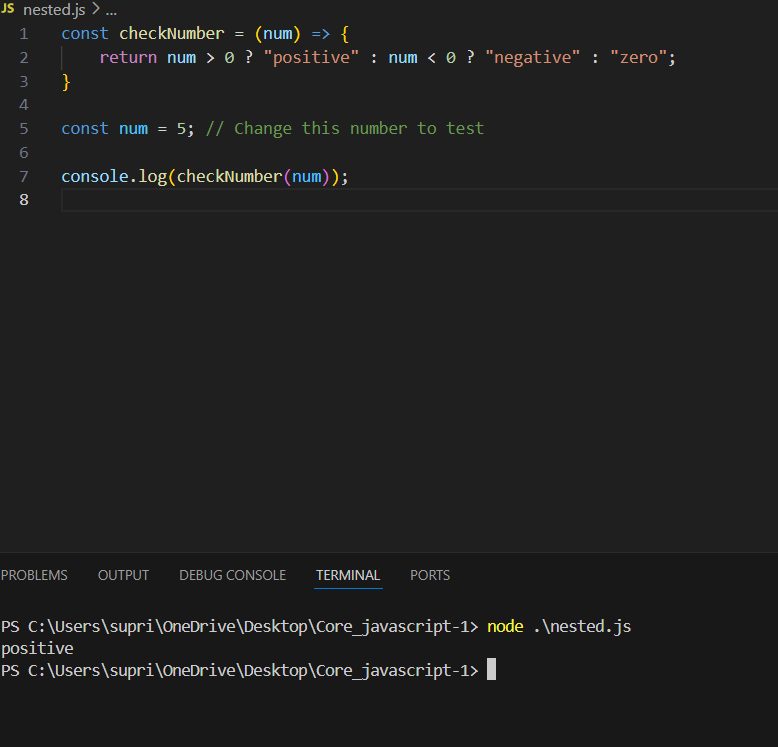 JS nested.js > ...
1 const checkNumber = (num) => {
2     return num > 0 ? "positive" : num < 0 ? "negative" : "zero";
3 }
4
5 const num = 5; // Change this number to test
6
7 console.log(checkNumber(num));
8
PROBLEMS OUTPUT DEBUG CONSOLE TERMINAL PORTS
PS C:\Users\supri\OneDrive\Desktop\Core_javascript-1> node .\nested.js
positive
PS C:\Users\supri\OneDrive\Desktop\Core_javascript-1>